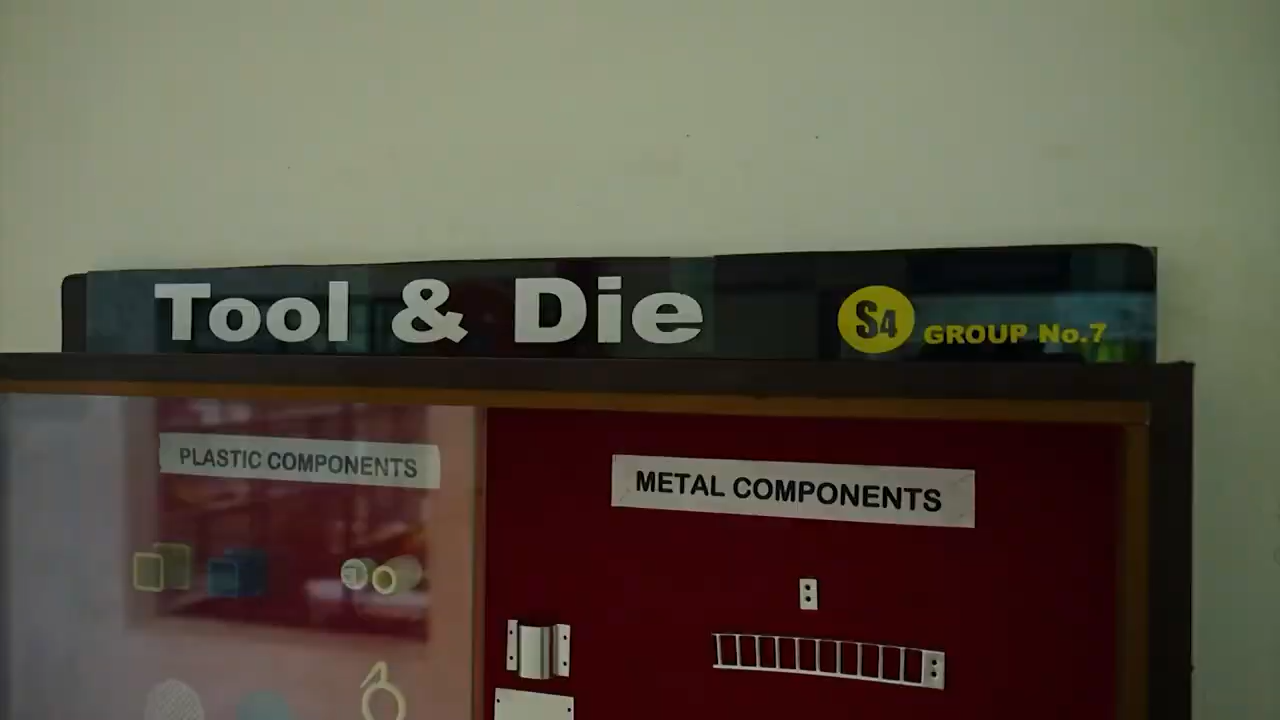 Tool & Die
S4 GROUP No.7
PLASTIC COMPONENTS
METAL COMPONENTS